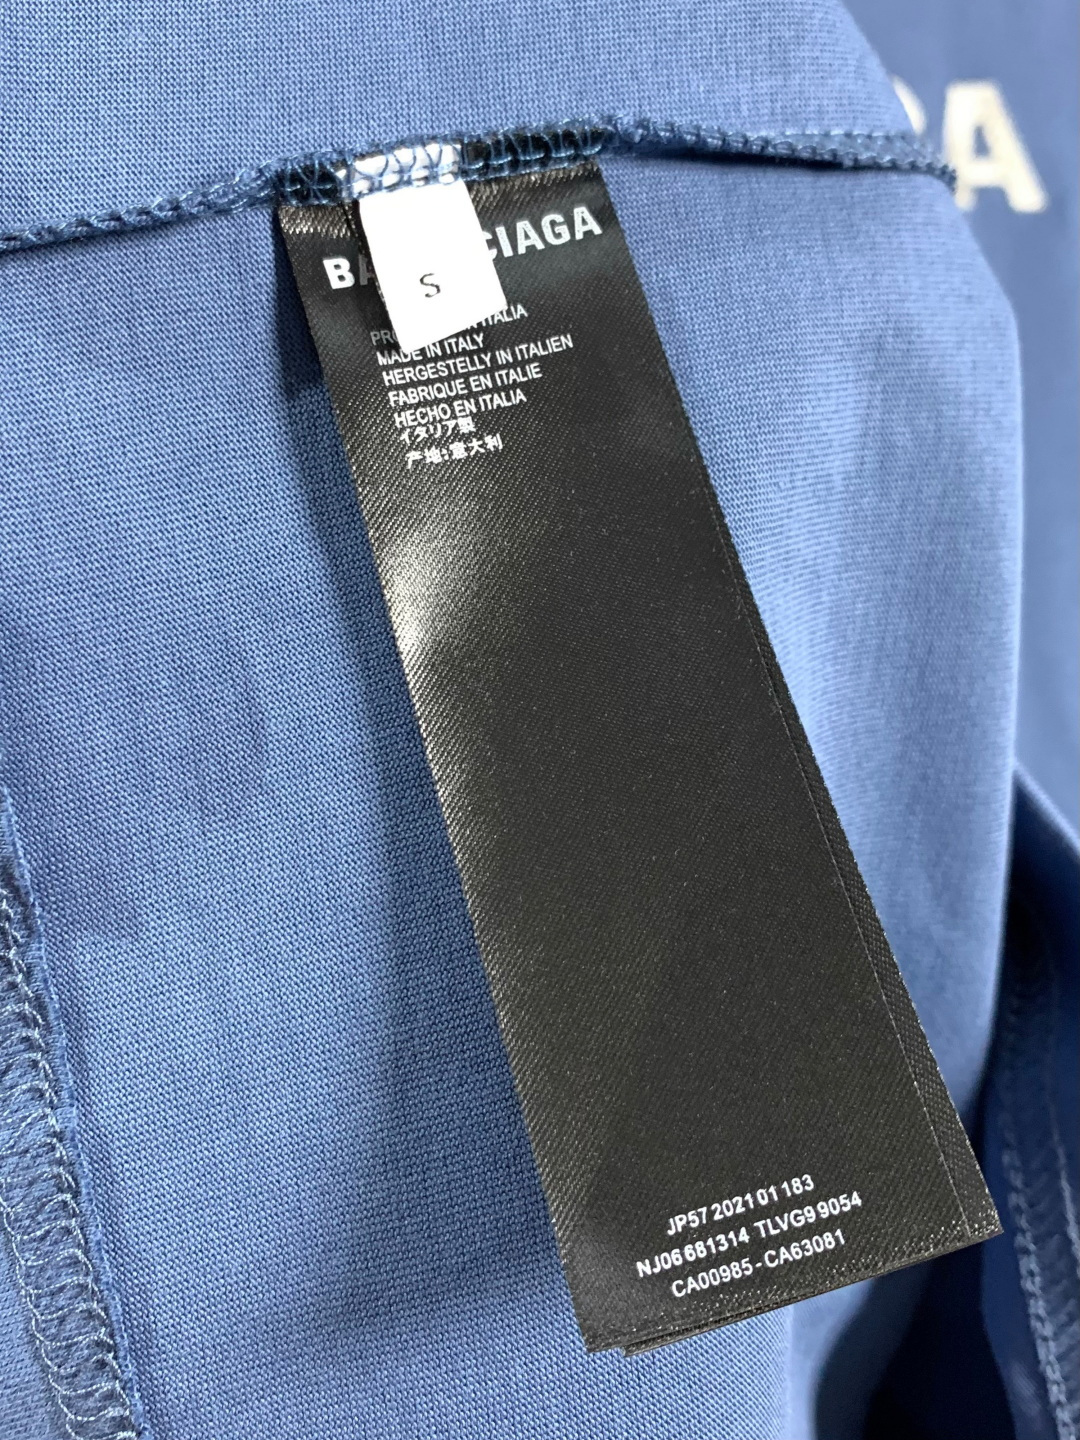 BA CIAGA
S
PR ITALIA
MADE IN ITALY
HERGESTELLY IN ITALIEN
FABRIQUE EN ITALIE
HECHO EN ITALIA
イタリア製
产地:意大利
JP57 2021 01 183
NJ06 681314 TLVG9 9054
CA00985-CA63081